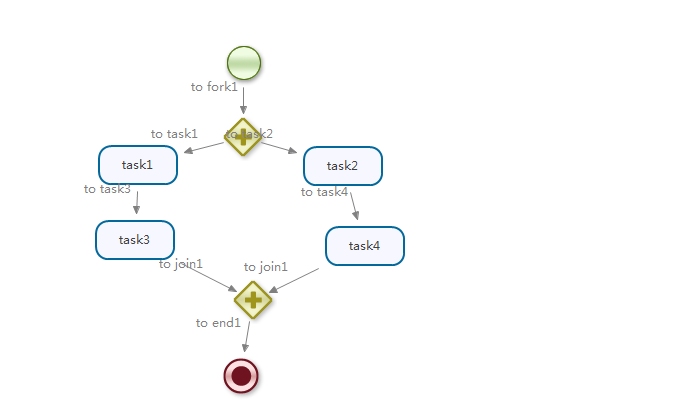 to fork1
to task1
to task2
task1
task2
to task3
to task4
task3
task4
to join1
to join1
to end1